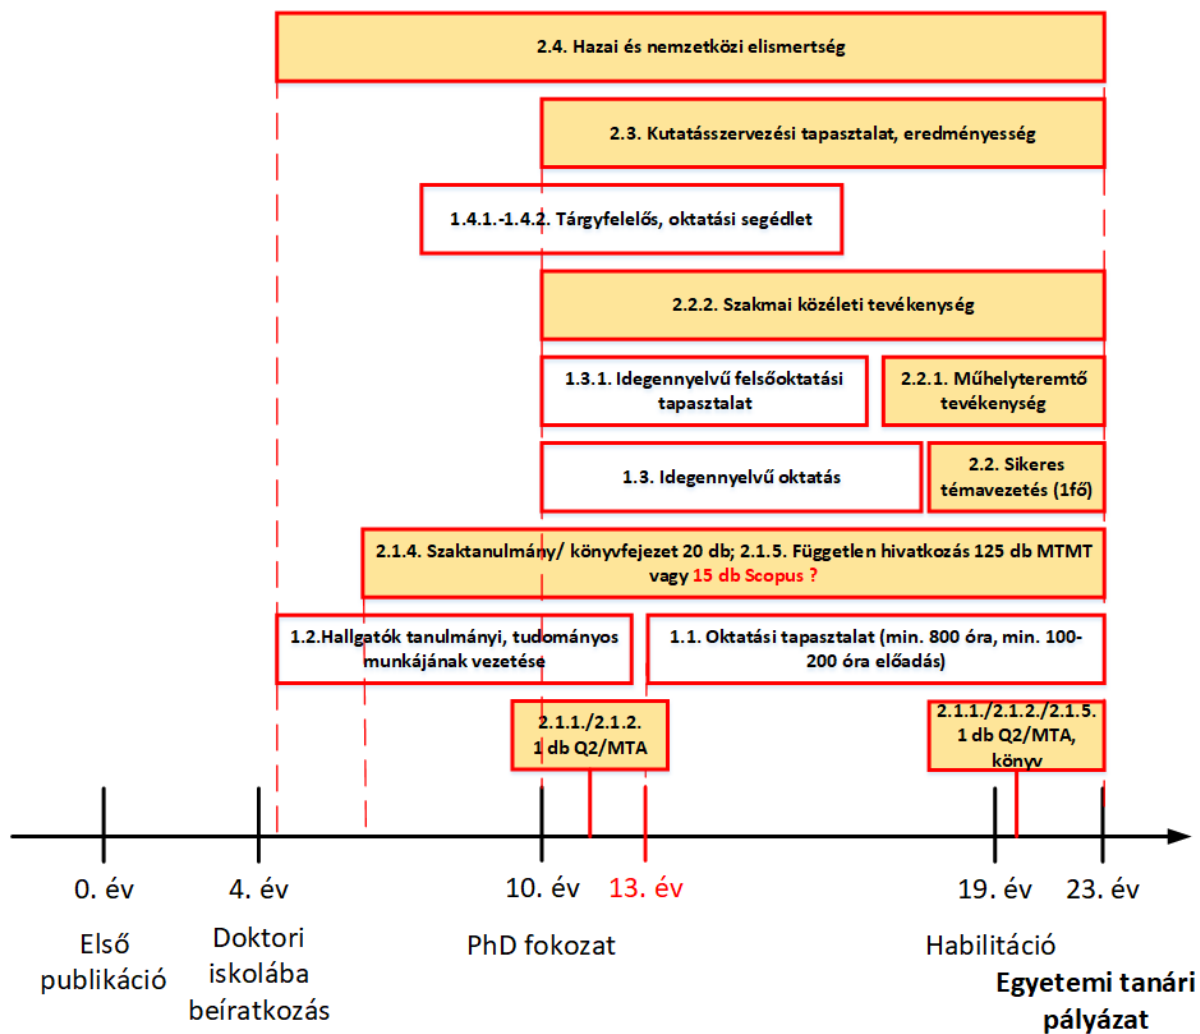 2.4. Hazai és nemzetközi elismertség
2.3. Kutatásszervezési tapasztalat, eredményesség
1.4.1.-1.4.2. Tárgyfelelős, oktatási segédlet
2.2.2. Szakmai közéleti tevékenység
1.3.1. Idegennyelvű felsőoktatási
tapasztalat
2.2.1. Műhelyteremtő
tevékenység
1.3. Idegennyelvű oktatás
2.2. Sikeres
témavezetés (1fő)
2.1.4. Szaktanulmány/ könyvfejezet 20 db; 2.1.5. Független hivatkozás 125 db MTMT
vagy 15 db Scopus ?
1.2.Hallgatók tanulmányi, tudományos
munkájának vezetése
1.1. Oktatási tapasztalat (min. 800 óra, min. 100-
200 óra előadás)
2.1.1./2.1.2.
1 db Q2/MTA
2.1.1./2.1.2./2.1.5.
1 db Q2/MTA,
könyv
0. év
4. év
10. év
13. év
19. év
23. év
Első
publikáció
Doktori
iskolába
beíratkozás
PhD fokozat
Habilitáció
Egyetemi tanári
pályázat